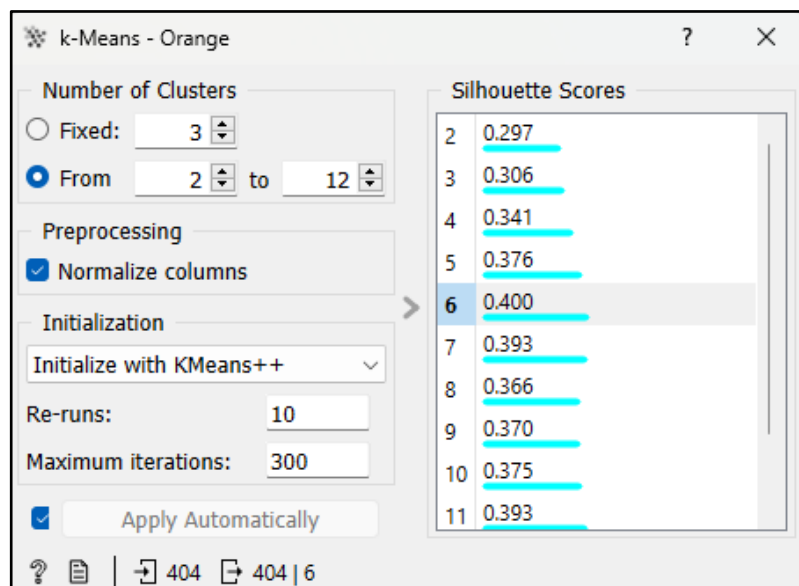 k-Means - Orange ? ×
Number of Clusters
Fixed: 3
From 2 to 12
Preprocessing
Normalize columns
Initialization
Initialize with KMeans++
Re-runs: 10
Maximum iterations: 300
Apply Automatically
? 404 404 | 6
Silhouette Scores
2 0.297
3 0.306
4 0.341
5 0.376
6 0.400
7 0.393
8 0.366
9 0.370
10 0.375
11 0.393